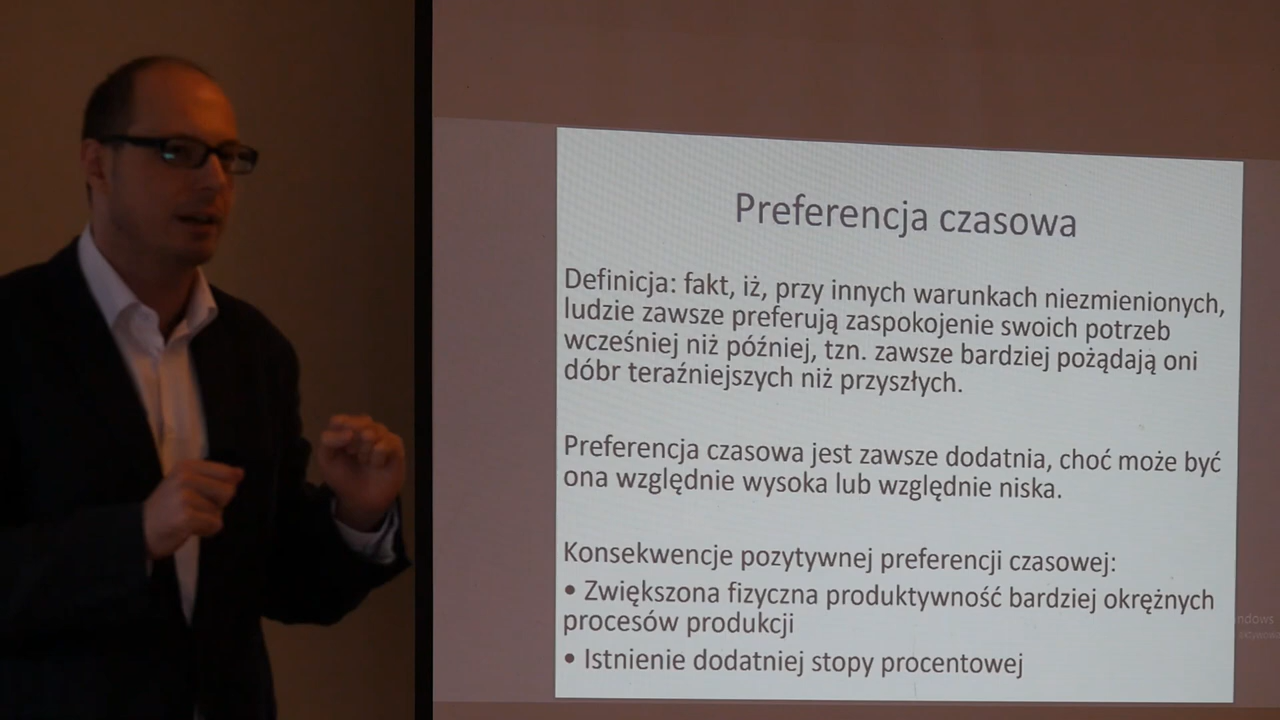 Preferencja czasowa
Definicja: fakt, iż, przy innych warunkach niezmienionych,
ludzie zawsze preferują zaspokojenie swoich potrzeb
wcześniej niż później, tzn. zawsze bardziej pożądają oni
dóbr teraźniejszych niż przyszłych.
Preferencja czasowa jest zawsze dodatnia, choć może być
ona względnie wysoka lub względnie niska.
Konsekwencje pozytywnej preferencji czasowej:
• Zwiększona fizyczna produktywność bardziej okrężnych
procesów produkcji
• Istnienie dodatniej stopy procentowej